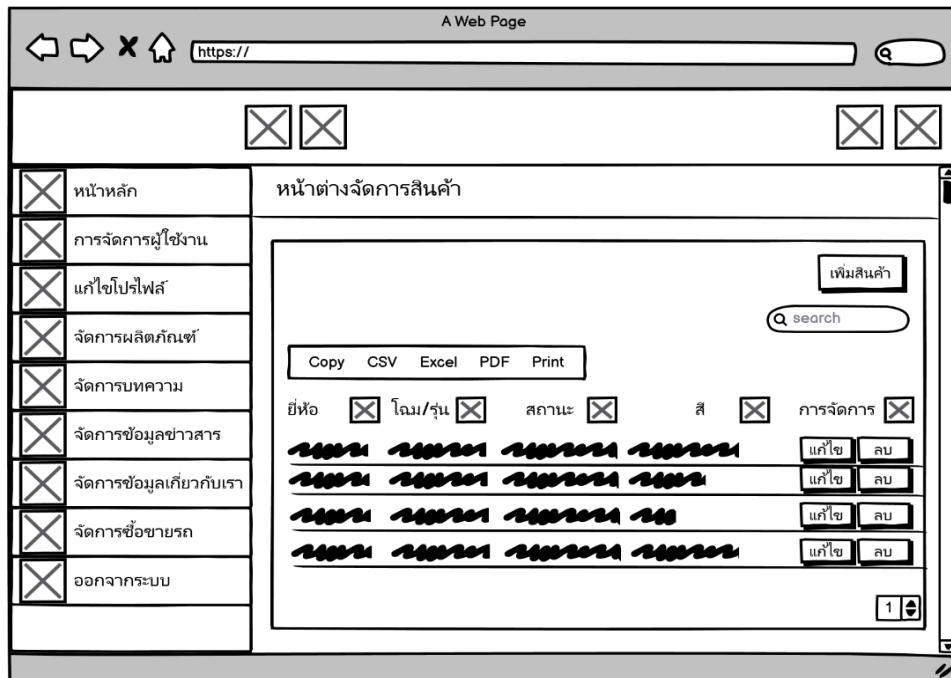 A Web Page
https://
หน้าหลัก
การจัดการผู้ใช้งาน
แก้ไขโปรไฟล์
จัดการผลิตภัณฑ์
จัดการบทความ
จัดการข้อมูลข่าวสาร
จัดการข้อมูลเกี่ยวกับเรา
จัดการซื้อขายรถ
ออกจากระบบ
หน้าต่างจัดการสินค้า
เพิ่มสินค้า
search
Copy CSV Excel PDF Print
ยี่ห้อ โฉม/รุ่น สถานะ สี การจัดการ
แก้ไข ลบ
แก้ไข ลบ
แก้ไข ลบ
แก้ไข ลบ
1